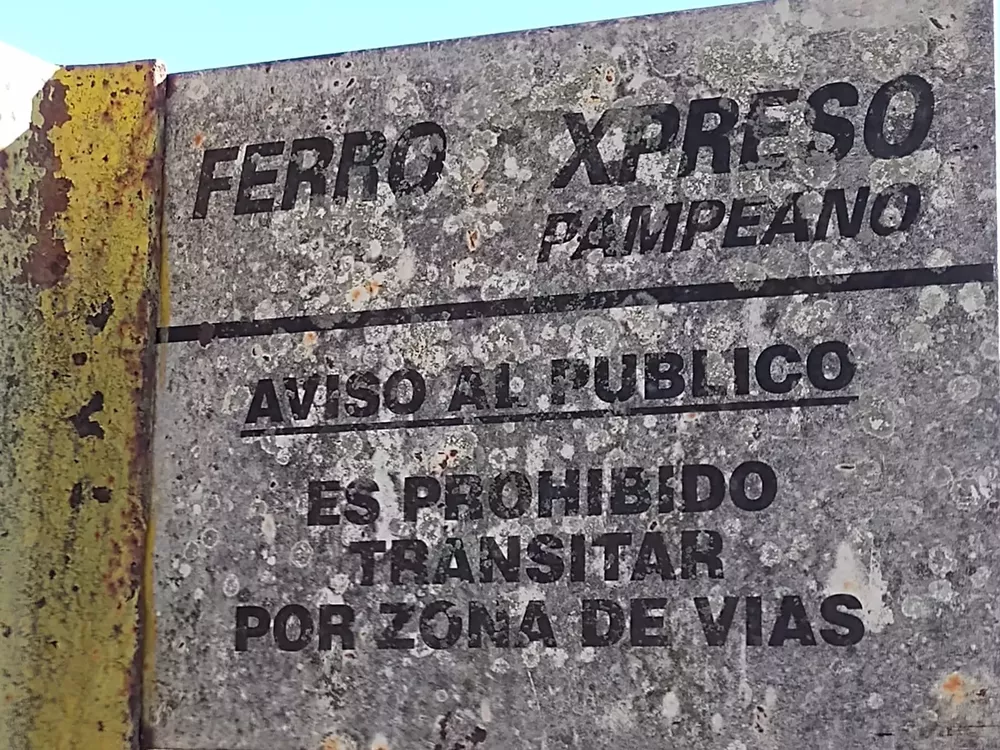 FERRO XPRESO
PAMPEANO
AVISO AL PUBLICO
ES PROHIBIDO
TRANSITAR
POR ZONA DE VIAS